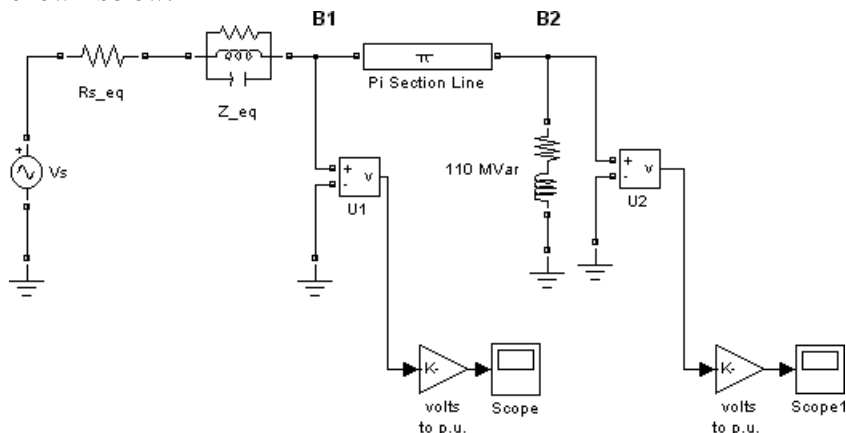 B1
B2
π
Pi Section Line
Rs_eq
Z_eq
+
Vs
+
-
v
U1
110 MVar
+
-
v
U2
K-
volts
to p.u.
Scope
K-
volts
to p.u.
Scope1